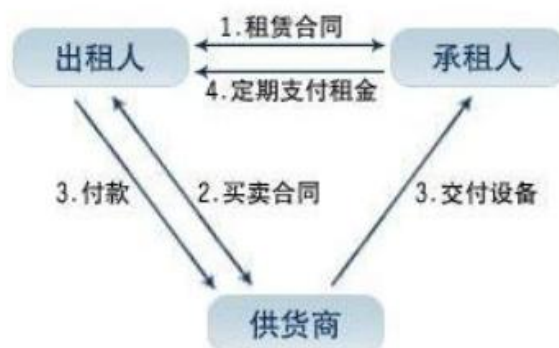 1.租赁合同
出租人
承租人
4.定期支付租金
3.付款
2.买卖合同
3.交付设备
供货商